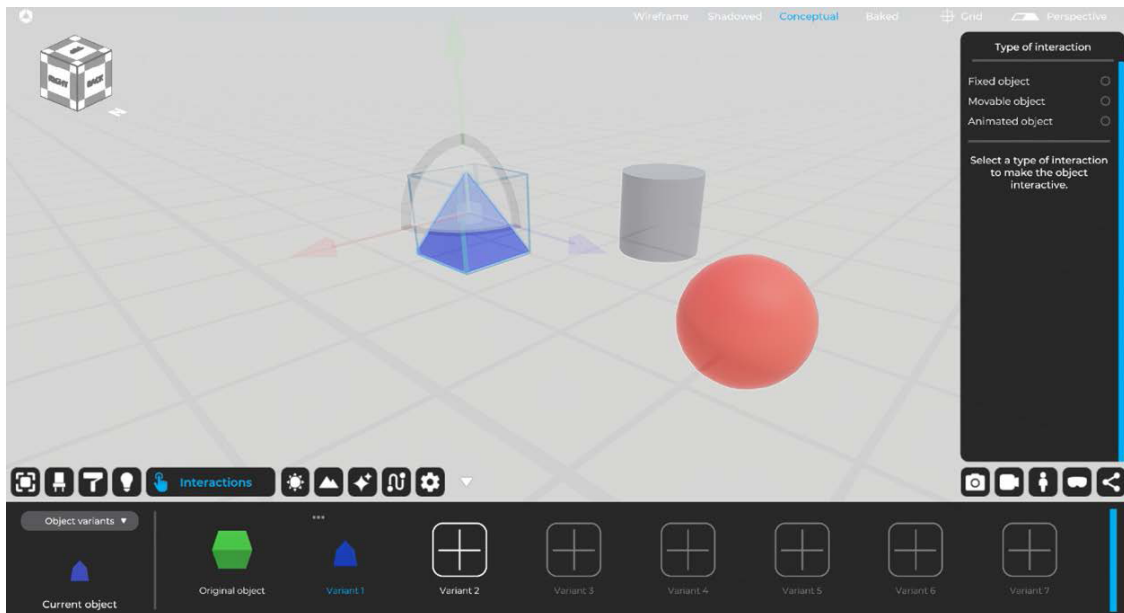 Wireframe Shadowed Conceptual Baked Grid Perspective
RIGHT BACK
Type of interaction
Fixed object
Movable object
Animated object
Select a type of interaction
to make the object
interactive.
Interactions
Object variants
Current object
Original object Variant 1 Variant 2 Variant 3 Variant 4 Variant 5 Variant 6 Variant 7